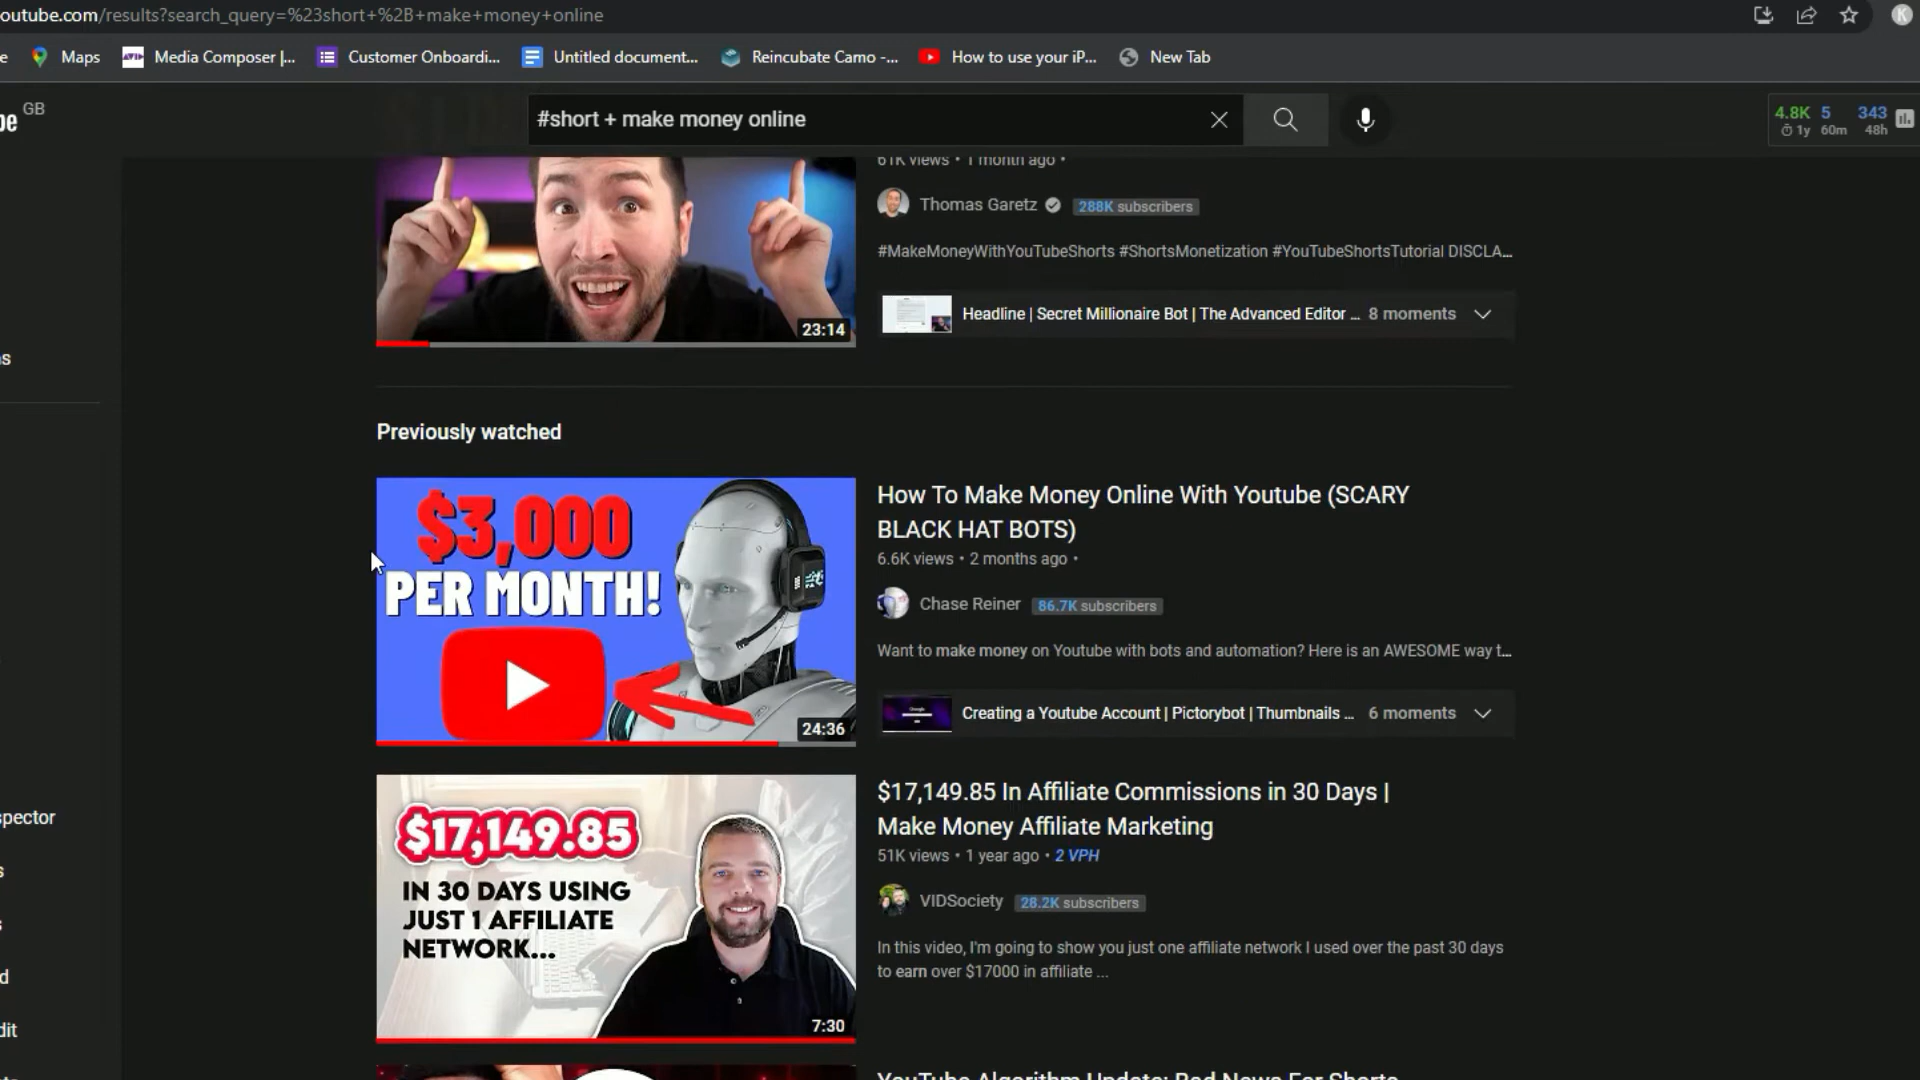 outube.com/results?search_query=%23short+%2B+make+money+online
e Maps Media Composer |... Customer Onboardi... Untitled document... Reincubate Camo -... How to use your iP... New Tab
be GB
#short + make money online
4.8K 5 343
1y 60m 48h
61K views • 1 month ago •
Thomas Garetz 288K subscribers
#MakeMoneyWithYouTubeShorts #ShortsMonetization #YouTubeShortsTutorial DISCLA...
Headline | Secret Millionaire Bot | The Advanced Editor ... 8 moments
23:14
s
Previously watched
$3,000
PER MONTH!
24:36
How To Make Money Online With Youtube (SCARY
BLACK HAT BOTS)
6.6K views • 2 months ago •
Chase Reiner 86.7K subscribers
Want to make money on Youtube with bots and automation? Here is an AWESOME way t...
Creating a Youtube Account | Pictorybot | Thumbnails ... 6 moments
spector
s
d
dit
$17,149.85
IN 30 DAYS USING
JUST 1 AFFILIATE
NETWORK...
7:30
$17,149.85 In Affiliate Commissions in 30 Days |
Make Money Affiliate Marketing
51K views • 1 year ago • 2 VPH
VIDSociety 28.2K subscribers
In this video, I'm going to show you just one affiliate network I used over the past 30 days
to earn over $17000 in affiliate ...
YouTube Algorithm Update: Bad News For Shorts